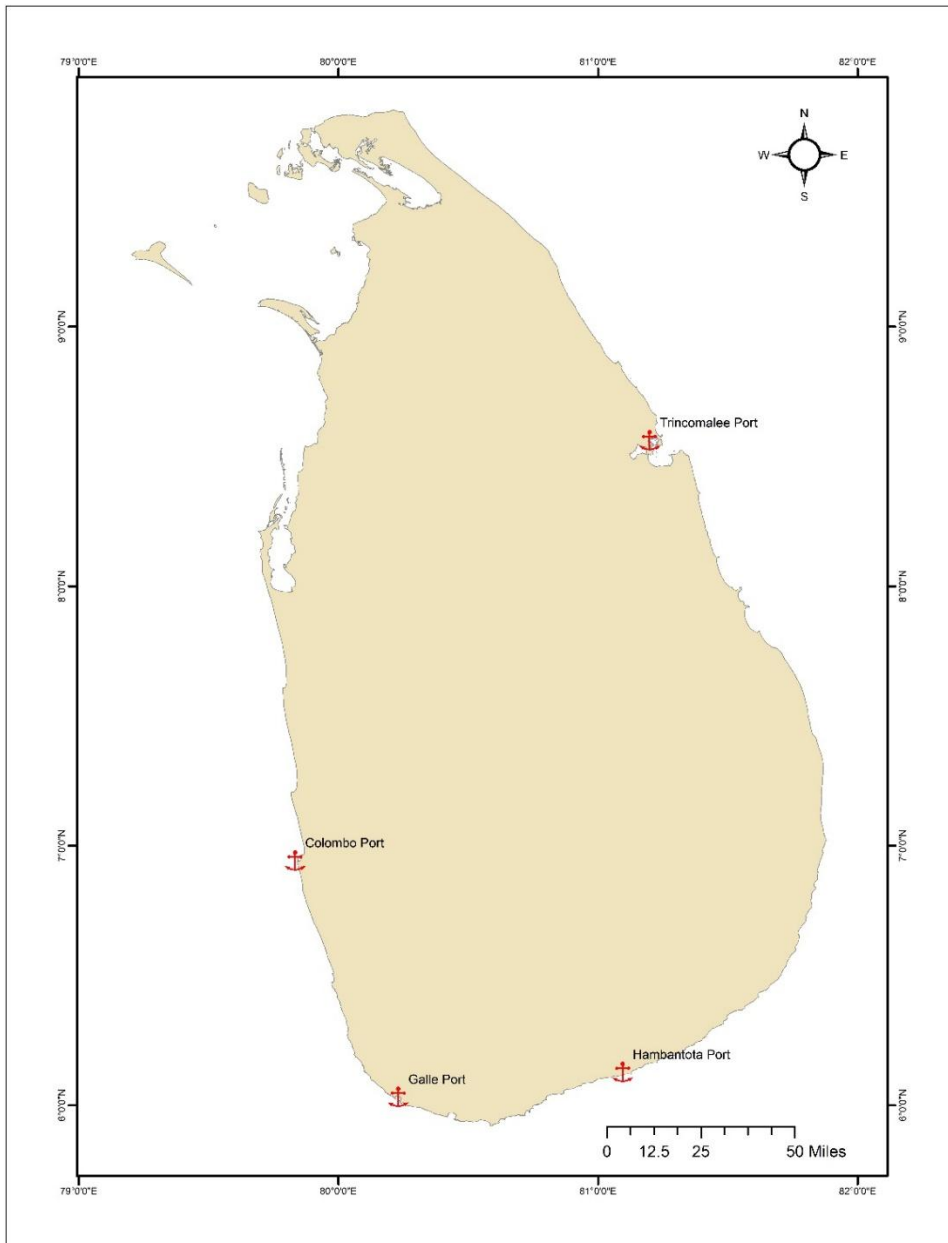 79°0'0"E 80°0'0"E 81°0'0"E 82°0'0"E
N
W E
S
9°0'0"N 9°0'0"N
Trincomalee Port
8°0'0"N 8°0'0"N
Colombo Port
7°0'0"N 7°0'0"N
Hambantota Port
Galle Port
6°0'0"N 6°0'0"N
0 12.5 25 50 Miles
79°0'0"E 80°0'0"E 81°0'0"E 82°0'0"E